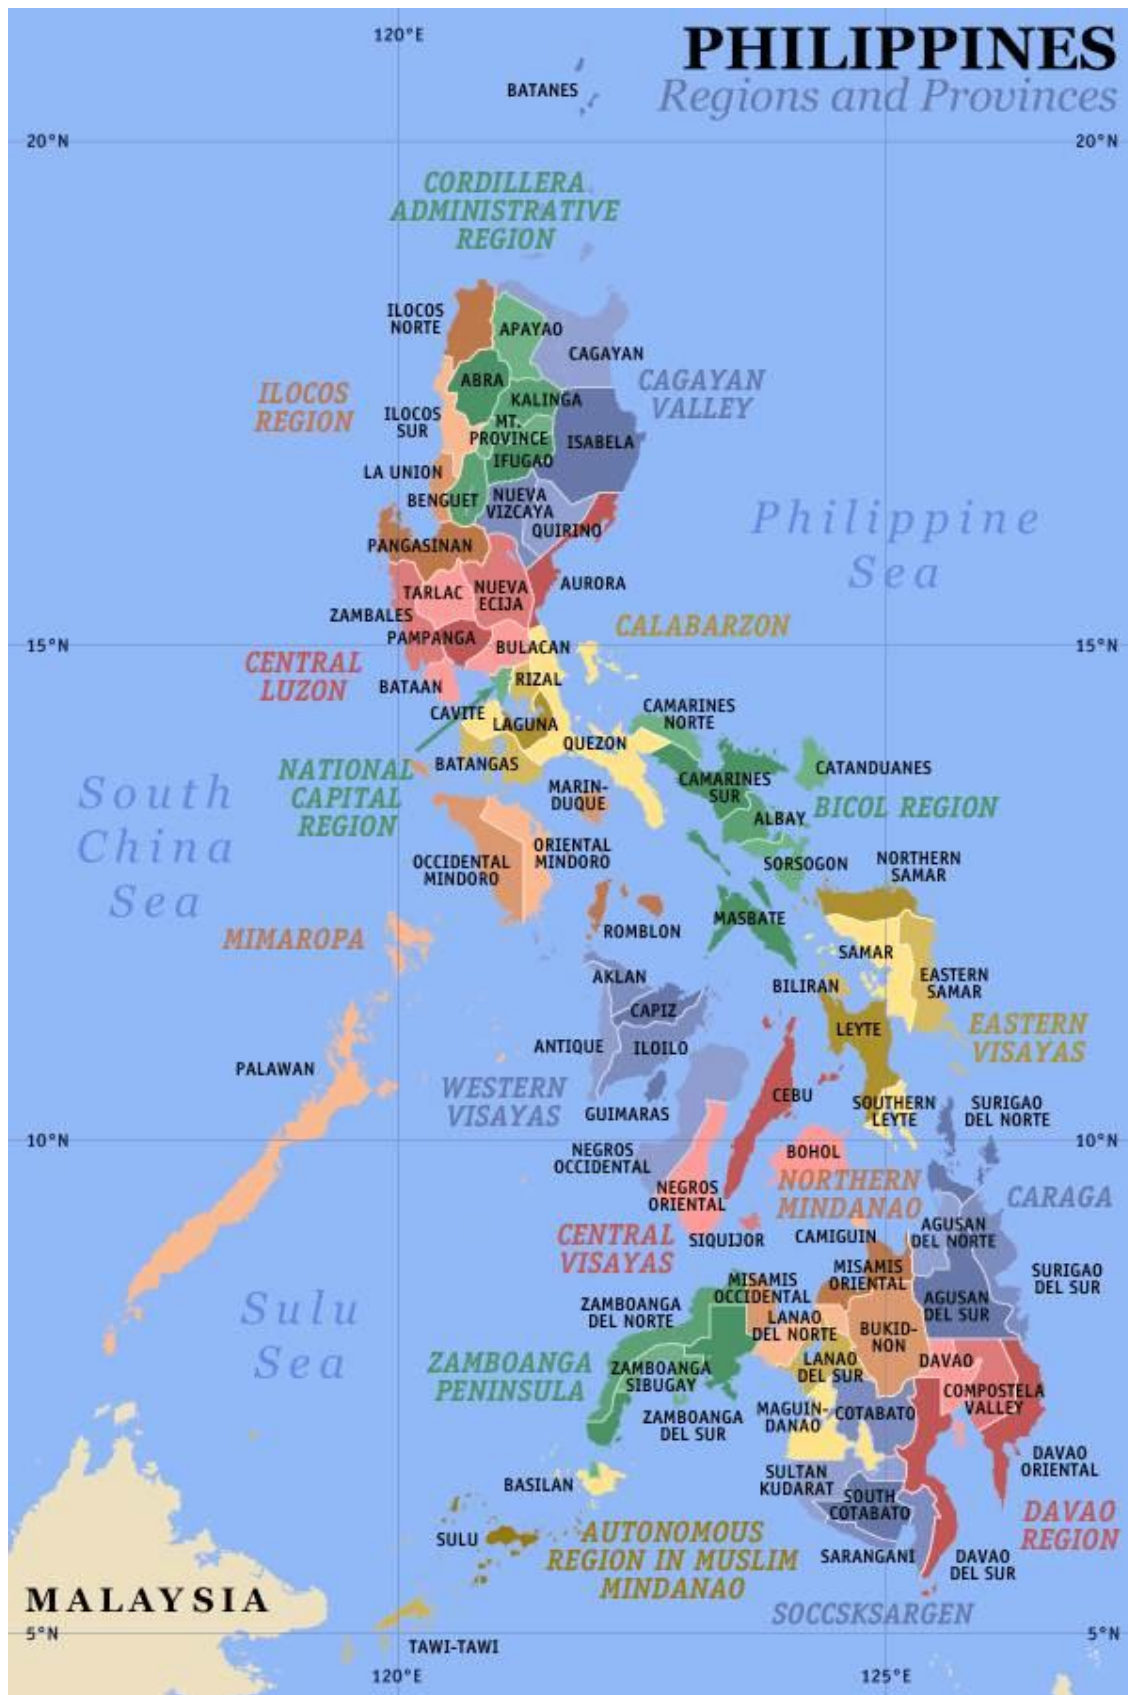 120°E
PHILIPPINES
Regions and Provinces
BATANES
20°N
20°N
CORDILLERA
ADMINISTRATIVE
REGION
ILOCOS
NORTE
APAYAO
CAGAYAN
ABRA
CAGAYAN
VALLEY
ILOCOS
REGION
KALINGA
ILOCOS
SUR
MT.
PROVINCE
ISABELA
IFUGAO
LA UNION
BENGUET
NUEVA
VIZCAYA
QUIRINO
Philippine
Sea
PANGASINAN
AURORA
TARLAC
NUEVA
ECIJA
ZAMBALES
CALABARZON
PAMPANGA
15°N
BULACAN
15°N
CENTRAL
LUZON
RIZAL
BATAAN
CAVITE
LAGUNA
CAMARINES
NORTE
QUEZON
NATIONAL
CAPITAL
REGION
BATANGAS
CATANDUANES
South
China
Sea
MARIN-
DUQUE
CAMARINES
SUR
BICOL REGION
ALBAY
ORIENTAL
MINDORO
OCCIDENTAL
MINDORO
SORSOGON
NORTHERN
SAMAR
MASBATE
ROMBLON
MIMAROPA
SAMAR
AKLAN
BILIRAN
EASTERN
SAMAR
CAPIZ
LEYTE
EASTERN
VISAYAS
ANTIQUE
ILOILO
PALAWAN
WESTERN
VISAYAS
CEBU
GUIMARAS
SOUTHERN
LEYTE
SURIGAO
DEL NORTE
10°N
10°N
NEGROS
OCCIDENTAL
BOHOL
NORTHERN
MINDANAO
NEGROS
ORIENTAL
CARAGA
CENTRAL
VISAYAS
SIQUIJOR
CAMIGUIN
AGUSAN
DEL NORTE
MISAMIS
ORIENTAL
SURIGAO
DEL SUR
MISAMIS
OCCIDENTAL
Sulu
Sea
ZAMBOANGA
DEL NORTE
AGUSAN
DEL SUR
LANAO
DEL NORTE
BUKID-
NON
ZAMBOANGA
PENINSULA
ZAMBOANGA
SIBUGAY
LANAO
DEL SUR
DAVAO
COMPOSTELA
VALLEY
ZAMBOANGA
DEL SUR
MAGUIN-
DANAO
COTABATO
DAVAO
ORIENTAL
BASILAN
SULTAN
KUDARAT
SOUTH
COTABATO
DAVAO
REGION
SULU
AUTONOMOUS
REGION IN MUSLIM
MINDANAO
SARANGANI
DAVAO
DEL SUR
MALAYSIA
SOCCSKSARGEN
5°N
5°N
TAWI-TAWI
120°E
125°E